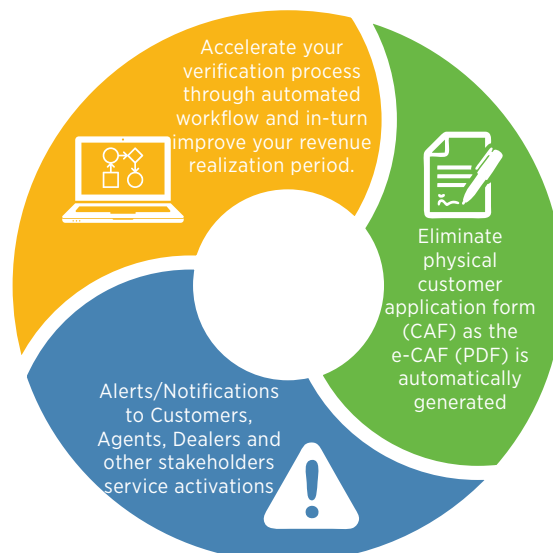 Accelerate your
verification process
through automated
workflow and in-turn
improve your revenue
realization period.
Eliminate
physical
customer
application form
(CAF) as the
e-CAF (PDF) is
automatically
generated
Alerts/Notifications
to Customers,
Agents, Dealers and
other stakeholders
service activations